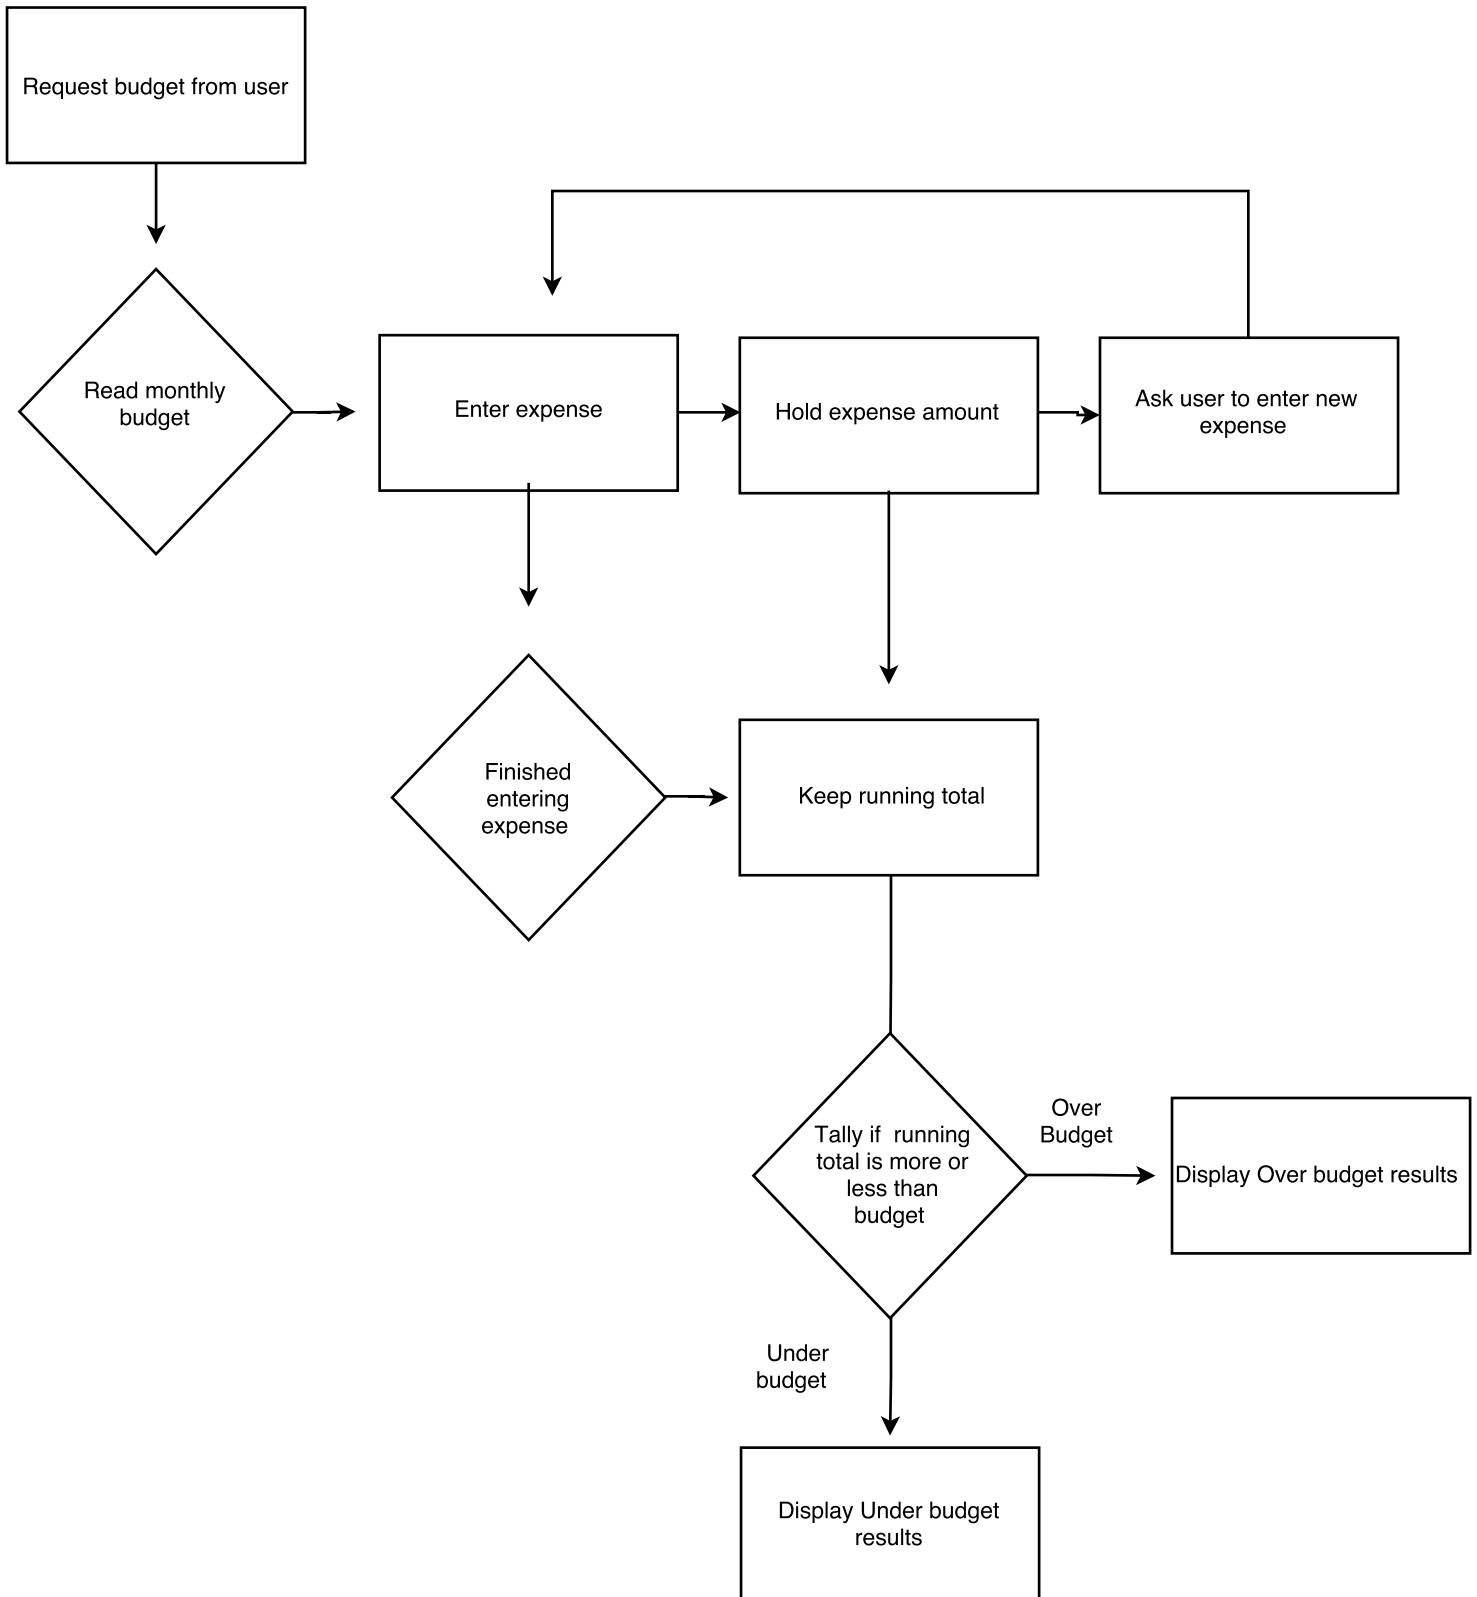 Request budget from user
Read monthly
budget
Enter expense
Hold expense amount
Ask user to enter new
expense
Finished
entering
expense
Keep running total
Tally if  running
total is more or
less than
budget
Over
Budget
Display Over budget results
Under
budget
Display Under budget
results